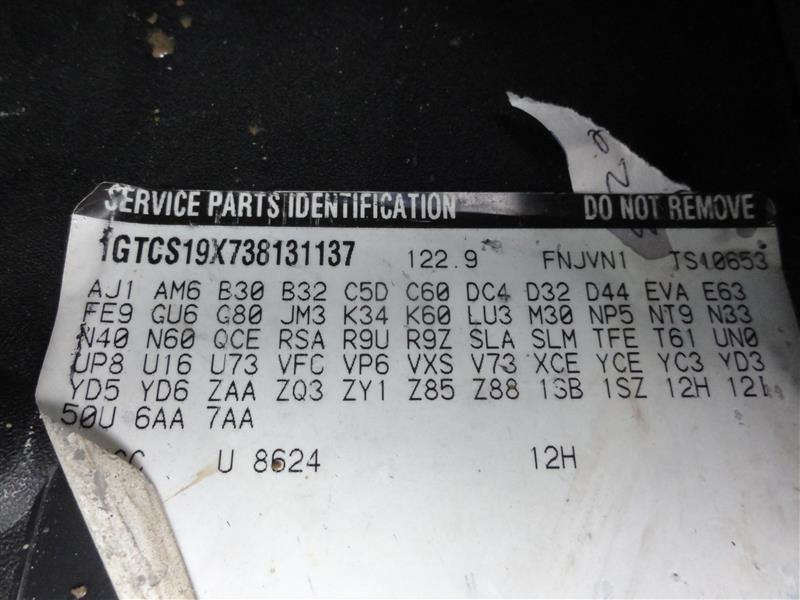 SERVICE PARTS IDENTIFICATION DO NOT REMOVE
1GTCS19X738131137 122.9 FNJVN1 TS10653
AJ1 AM6 B30 B32 C5D C60 DC4 D32 D44 EVA E63
FE9 GU6 G80 JM3 K34 K60 LU3 M30 NP5 NT9 N33
N40 N60 QCE RSA R9U R9Z SLA SLM TFE T61 UN0
UP8 U16 U73 VFC VP6 VXS V73 XCE YCE YC3 YD3
YD5 YD6 ZAA ZQ3 ZY1 Z85 Z88 1SB 1SZ 12H 12I
50U 6AA 7AA
U 8624 12H